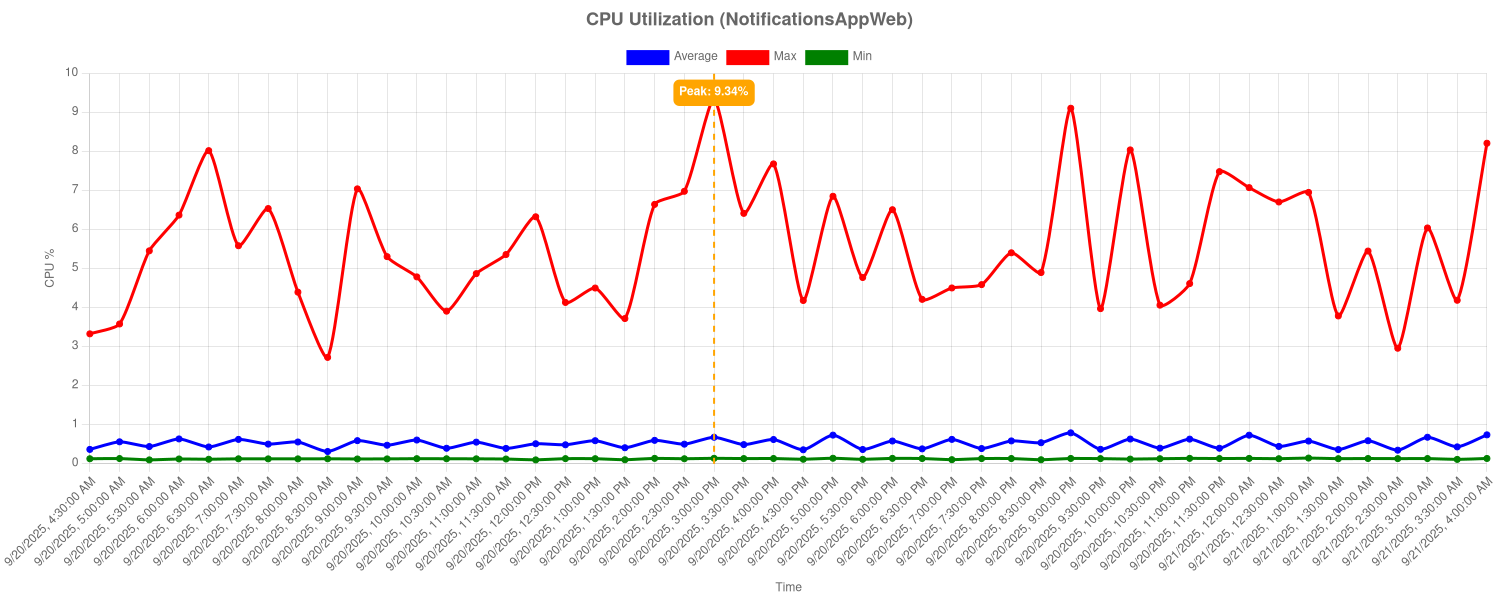 CPU Utilization (NotificationsAppWeb)
Average Max Min
Peak: 9.34%
10
9
8
7
6
5
4
3
2
1
0
CPU %
9/20/2025, 4:30:00 AM
9/20/2025, 5:00:00 AM
9/20/2025, 5:30:00 AM
9/20/2025, 6:00:00 AM
9/20/2025, 6:30:00 AM
9/20/2025, 7:00:00 AM
9/20/2025, 7:30:00 AM
9/20/2025, 8:00:00 AM
9/20/2025, 8:30:00 AM
9/20/2025, 9:00:00 AM
9/20/2025, 9:30:00 AM
9/20/2025, 10:00:00 AM
9/20/2025, 10:30:00 AM
9/20/2025, 11:00:00 AM
9/20/2025, 11:30:00 AM
9/20/2025, 12:00:00 PM
9/20/2025, 12:30:00 PM
9/20/2025, 1:00:00 PM
9/20/2025, 1:30:00 PM
9/20/2025, 2:00:00 PM
9/20/2025, 2:30:00 PM
9/20/2025, 3:00:00 PM
9/20/2025, 3:30:00 PM
9/20/2025, 4:00:00 PM
9/20/2025, 4:30:00 PM
9/20/2025, 5:00:00 PM
9/20/2025, 5:30:00 PM
9/20/2025, 6:00:00 PM
9/20/2025, 6:30:00 PM
9/20/2025, 7:00:00 PM
9/20/2025, 7:30:00 PM
9/20/2025, 8:00:00 PM
9/20/2025, 8:30:00 PM
9/20/2025, 9:00:00 PM
9/20/2025, 9:30:00 PM
9/20/2025, 10:00:00 PM
9/20/2025, 10:30:00 PM
9/20/2025, 11:00:00 PM
9/20/2025, 11:30:00 PM
9/21/2025, 12:00:00 AM
9/21/2025, 12:30:00 AM
9/21/2025, 1:00:00 AM
9/21/2025, 1:30:00 AM
9/21/2025, 2:00:00 AM
9/21/2025, 2:30:00 AM
9/21/2025, 3:00:00 AM
9/21/2025, 3:30:00 AM
9/21/2025, 4:00:00 AM
Time